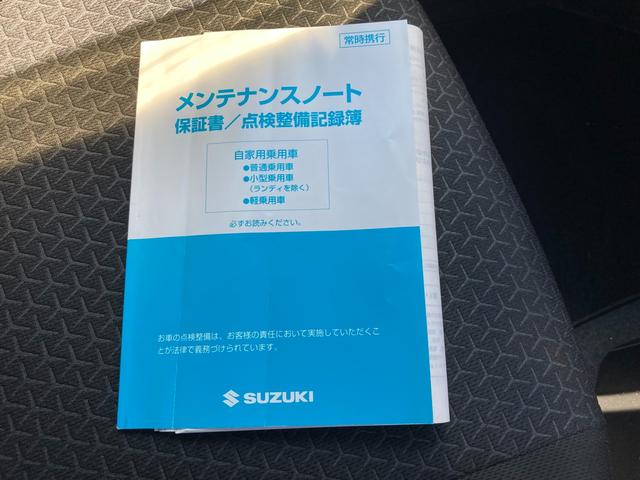 常時携行
メンテナンスノート
保証書／点検整備記録簿
自家用乗用車
●普通乗用車
●小型乗用車
（ランディを除く）
●軽乗用車
必ずお読みください。
お車の点検整備は、お客様の責任において実施していただくこ
とが法律で義務づけられています。
SUZUKI